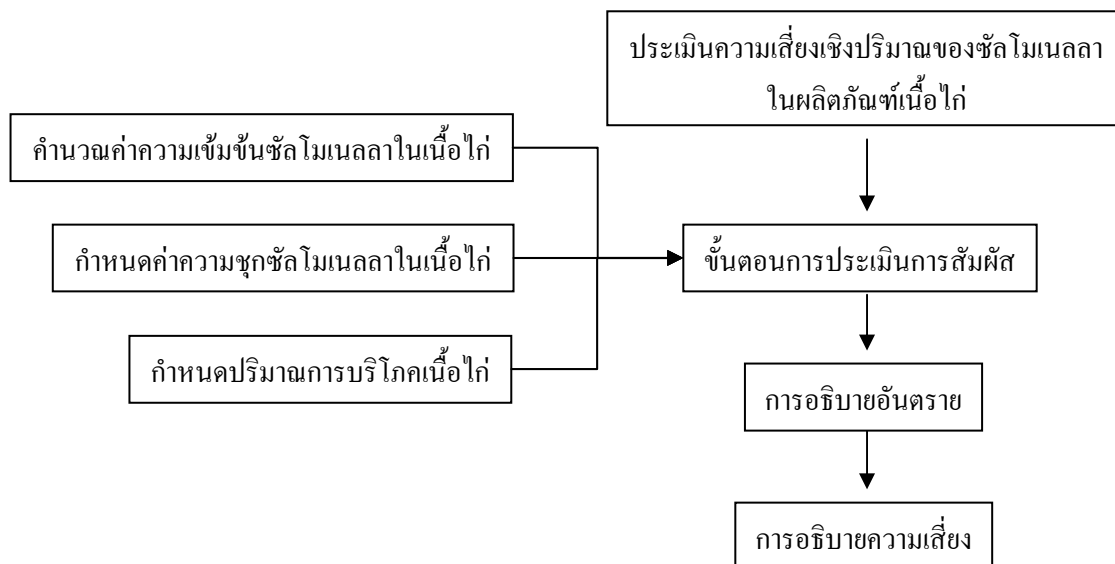 ประเมินความเสี่ยงเชิงปริมาณของซัลโมเนลลา
ในผลิตภัณฑ์เนื้อไก่
คำนวณค่าความเข้มข้นซัลโมเนลลาในเนื้อไก่
กำหนดค่าความชุกซัลโมเนลลาในเนื้อไก่
ขั้นตอนการประเมินการสัมผัส
กำหนดปริมาณการบริโภคเนื้อไก่
การอธิบายอันตราย
การอธิบายความเสี่ยง